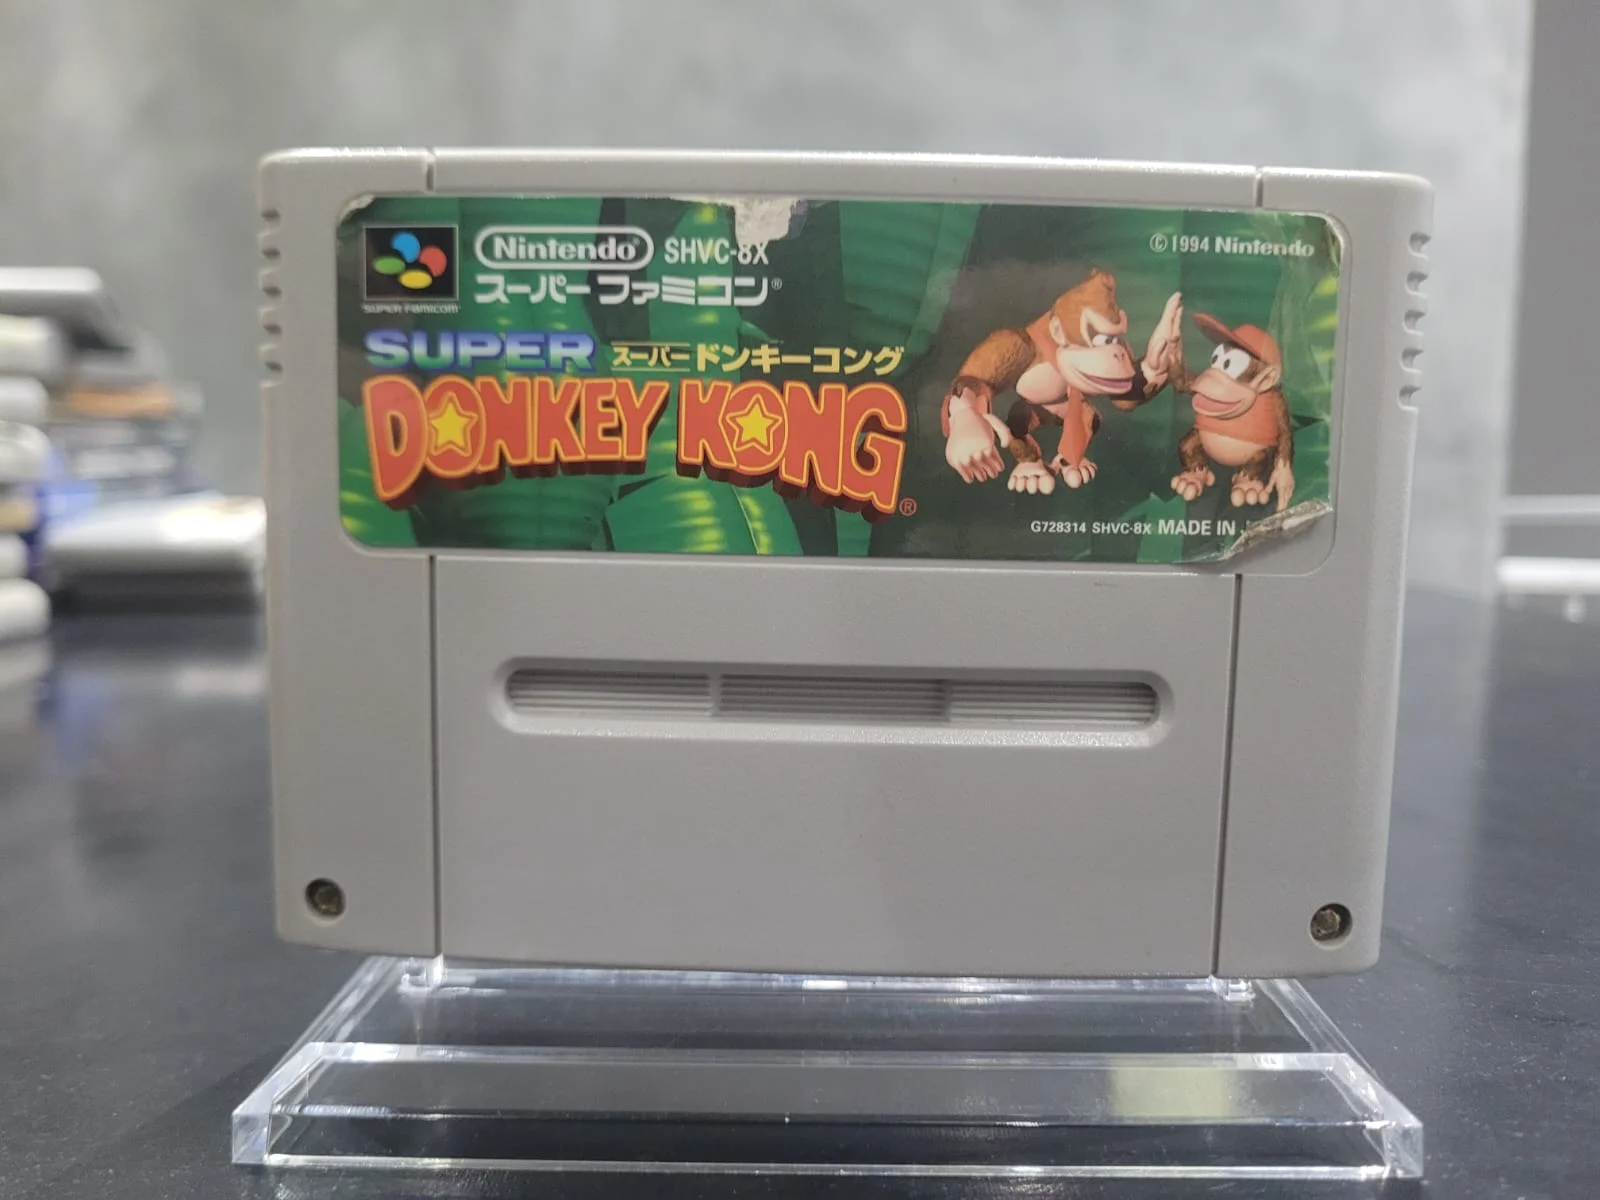 Nintendo® SHVC-8X
スーパーファミコン®
SUPER FAMICOM
© 1994 Nintendo
SUPER スーパードンキーコング
DONKEY KONG®
G728314 SHVC-8X MADE IN